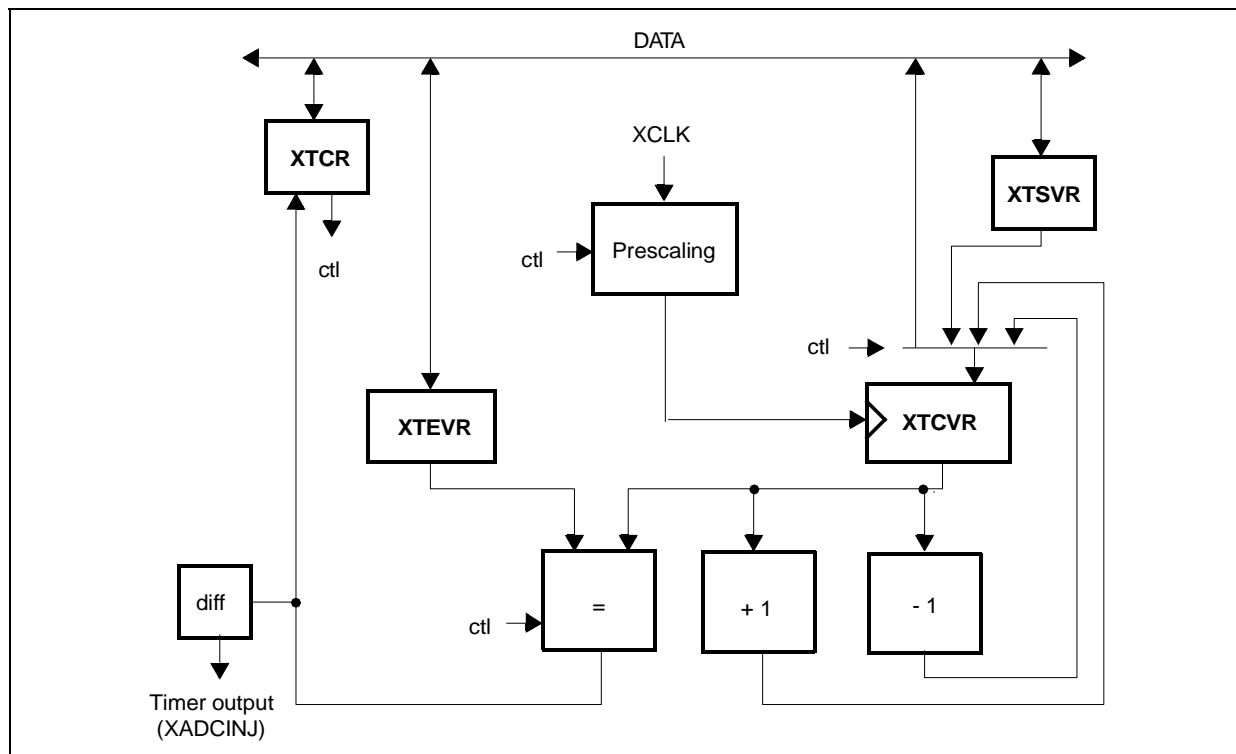 DATA
XTCR
XCLK
XTSVR
ctl
ctl
Prescaling
ctl
XTEVR
XTCVR
diff
ctl
=
+ 1
- 1
Timer output
(XADCINJ)